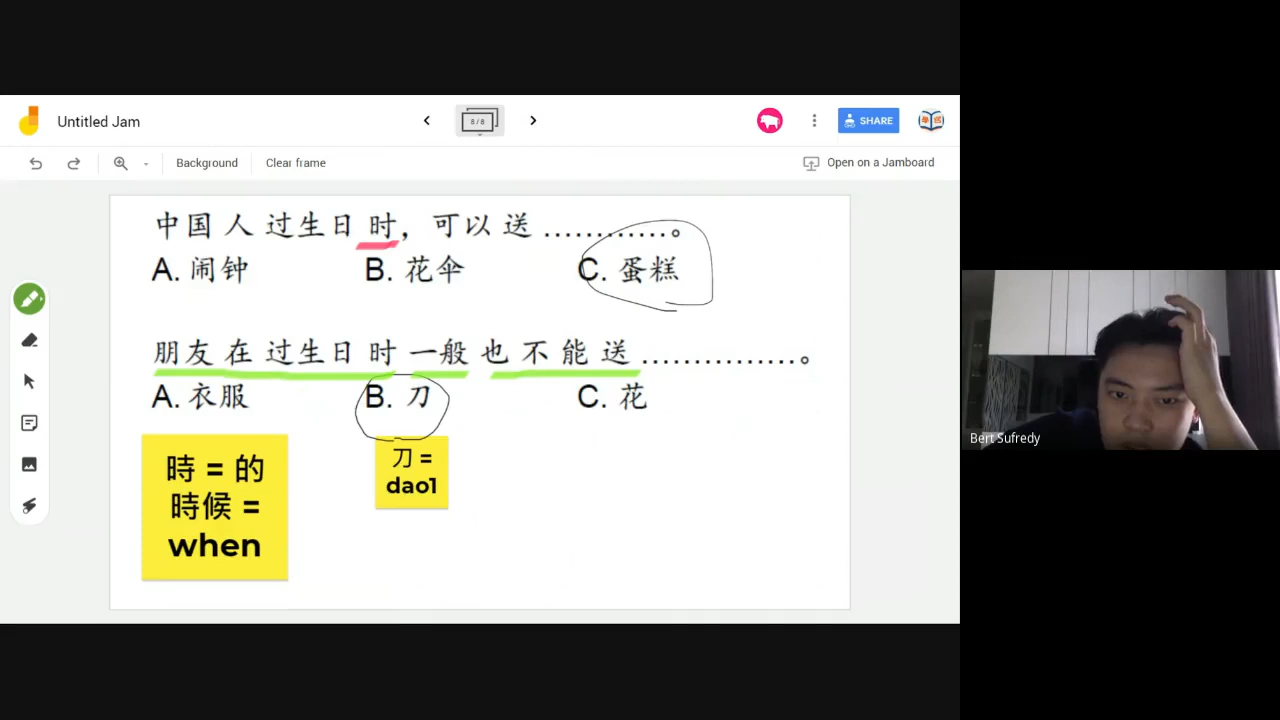 Untitled Jam
8 / 8
SHARE
Background
Clear frame
Open on a Jamboard
中国人过生日时，可以送…………。
A. 闹钟 B. 花伞 C. 蛋糕
朋友在过生日时一般也不能送……………。
A. 衣服 B. 刀 C. 花
時 = 的
時候 =
when
刀 =
dao1
Bert Sufredy